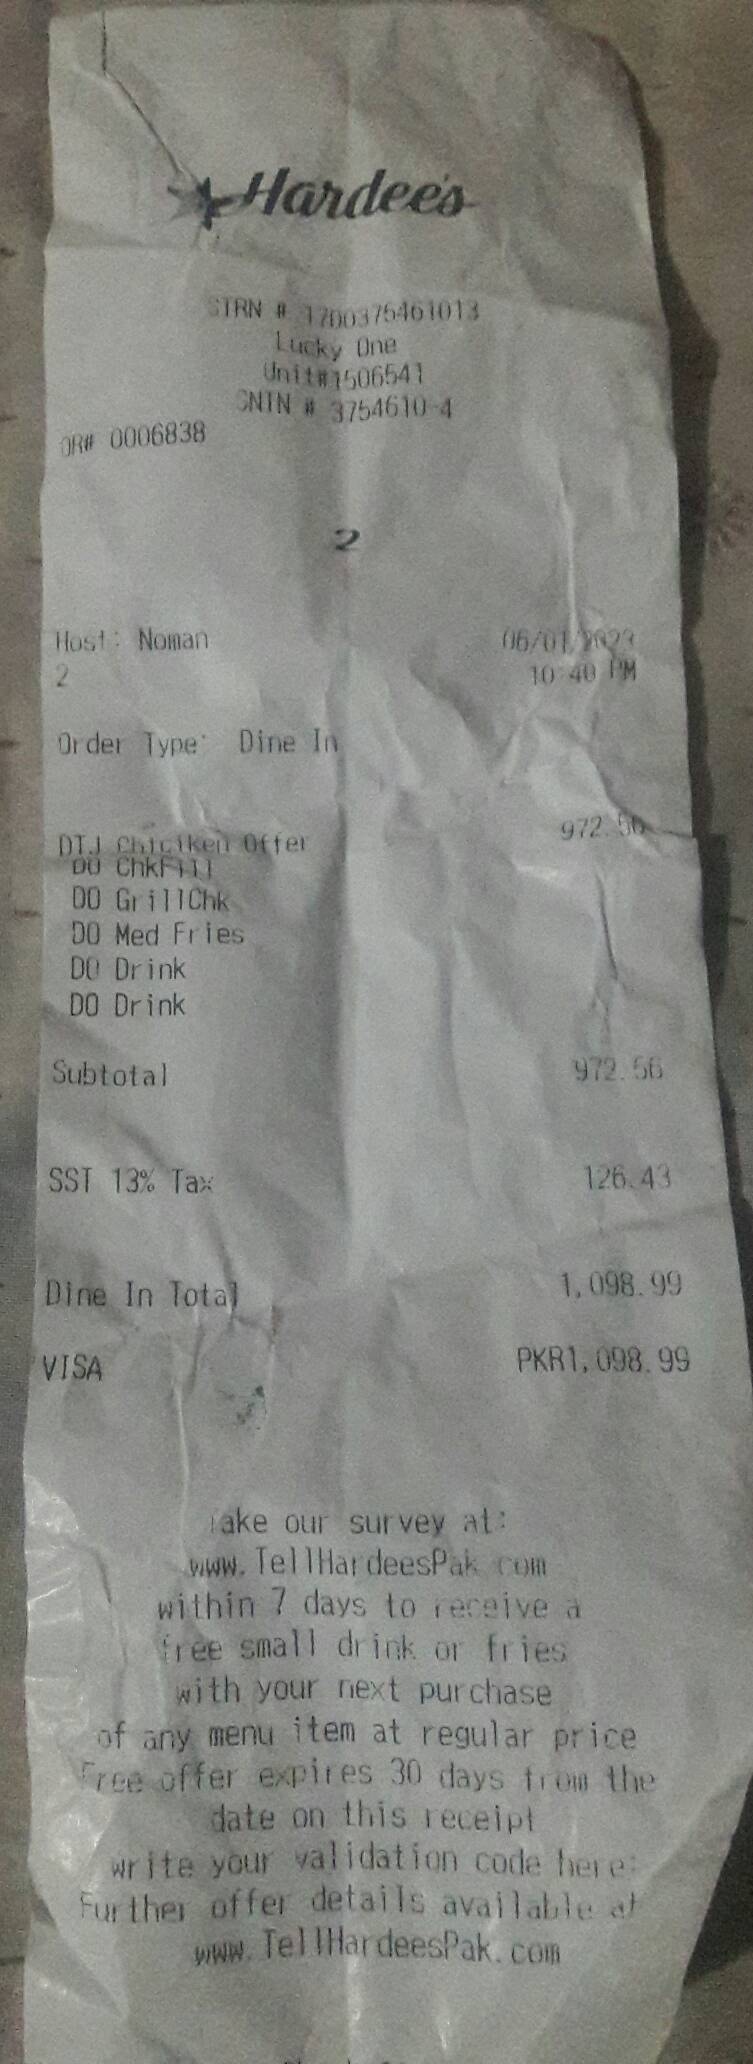 Hardee's
STRN # 1700375461013
Lucky One
Unit#1506541
CNTN # 3754610-4
OR# 0006838
2
Host: Noman 06/01/2023
2 10:40 PM
Order Type: Dine In
DTJ Chiciken Offer 972.56
DO ChkFill
DO GrillChk
DO Med Fries
DO Drink
DO Drink
Subtotal 972.56
SST 13% Tax 126.43
Dine In Total 1,098.99
VISA PKR1,098.99
Take our survey at:
www.TellHardeesPak.com
within 7 days to receive a
free small drink or fries
with your next purchase
of any menu item at regular price
Free offer expires 30 days from the
date on this receipt
write your validation code here:
Further offer details available at
www.TellHardeesPak.com